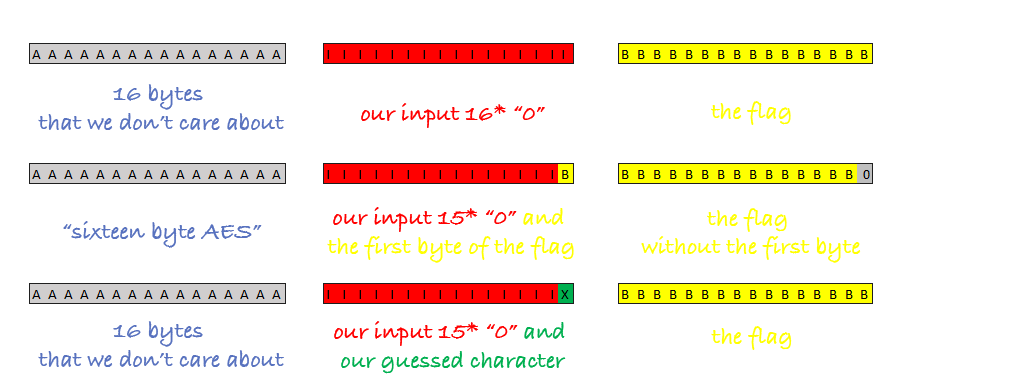 A A A A A A A A A A A A A A A A I I I I I I I I I I I I I I I I B B B B B B B B B B B B B B B B
16 bytes
that we don't care about
our input 16* "0"
the flag
A A A A A A A A A A A A A A A A I I I I I I I I I I I I I I I B B B B B B B B B B B B B B B B 0
"sixteen byte AES"
our input 15* "0" and
the first byte of the flag
the flag
without the first byte
A A A A A A A A A A A A A A A A I I I I I I I I I I I I I I I X B B B B B B B B B B B B B B B B
16 bytes
that we don't care about
our input 15* "0" and
our guessed character
the flag